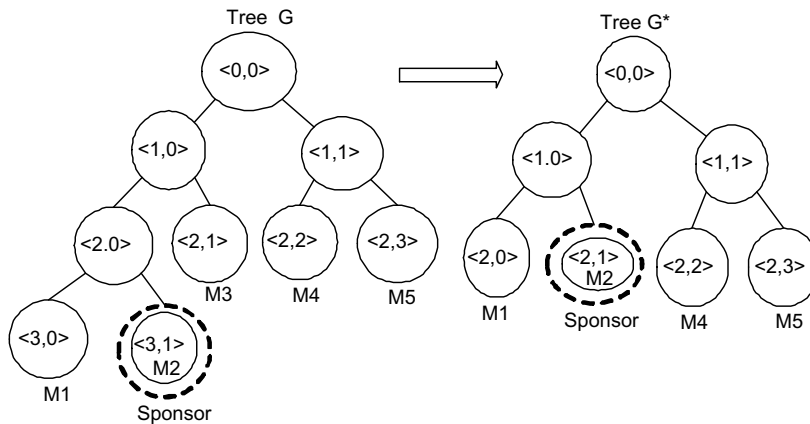 Tree G
<0,0>
<1,0>
<1,1>
<2.0>
<2,1>
<2,2>
<2,3>
M3
M4
M5
<3,0>
<3,1>
M2
M1
Sponsor
Tree G*
<0,0>
<1.0>
<1,1>
<2,0>
<2,1>
M2
<2,2>
<2,3>
M1
Sponsor
M4
M5